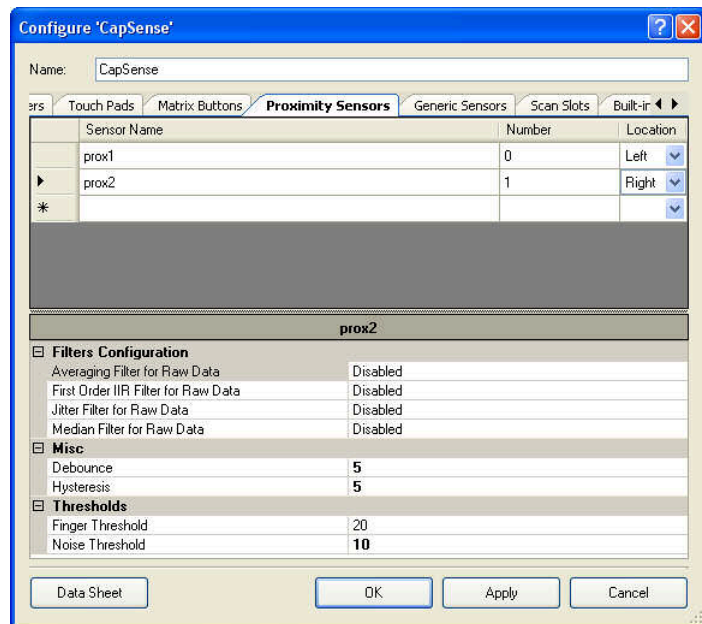 Configure 'CapSense'
Name: CapSense
ers Touch Pads Matrix Buttons Proximity Sensors Generic Sensors Scan Slots Built-ir
Sensor Name Number Location
prox1 0 Left
prox2 1 Right
prox2
Filters Configuration
Averaging Filter for Raw Data Disabled
First Order IIR Filter for Raw Data Disabled
Jitter Filter for Raw Data Disabled
Median Filter for Raw Data Disabled
Misc
Debounce 5
Hysteresis 5
Thresholds
Finger Threshold 20
Noise Threshold 10
Data Sheet OK Apply Cancel